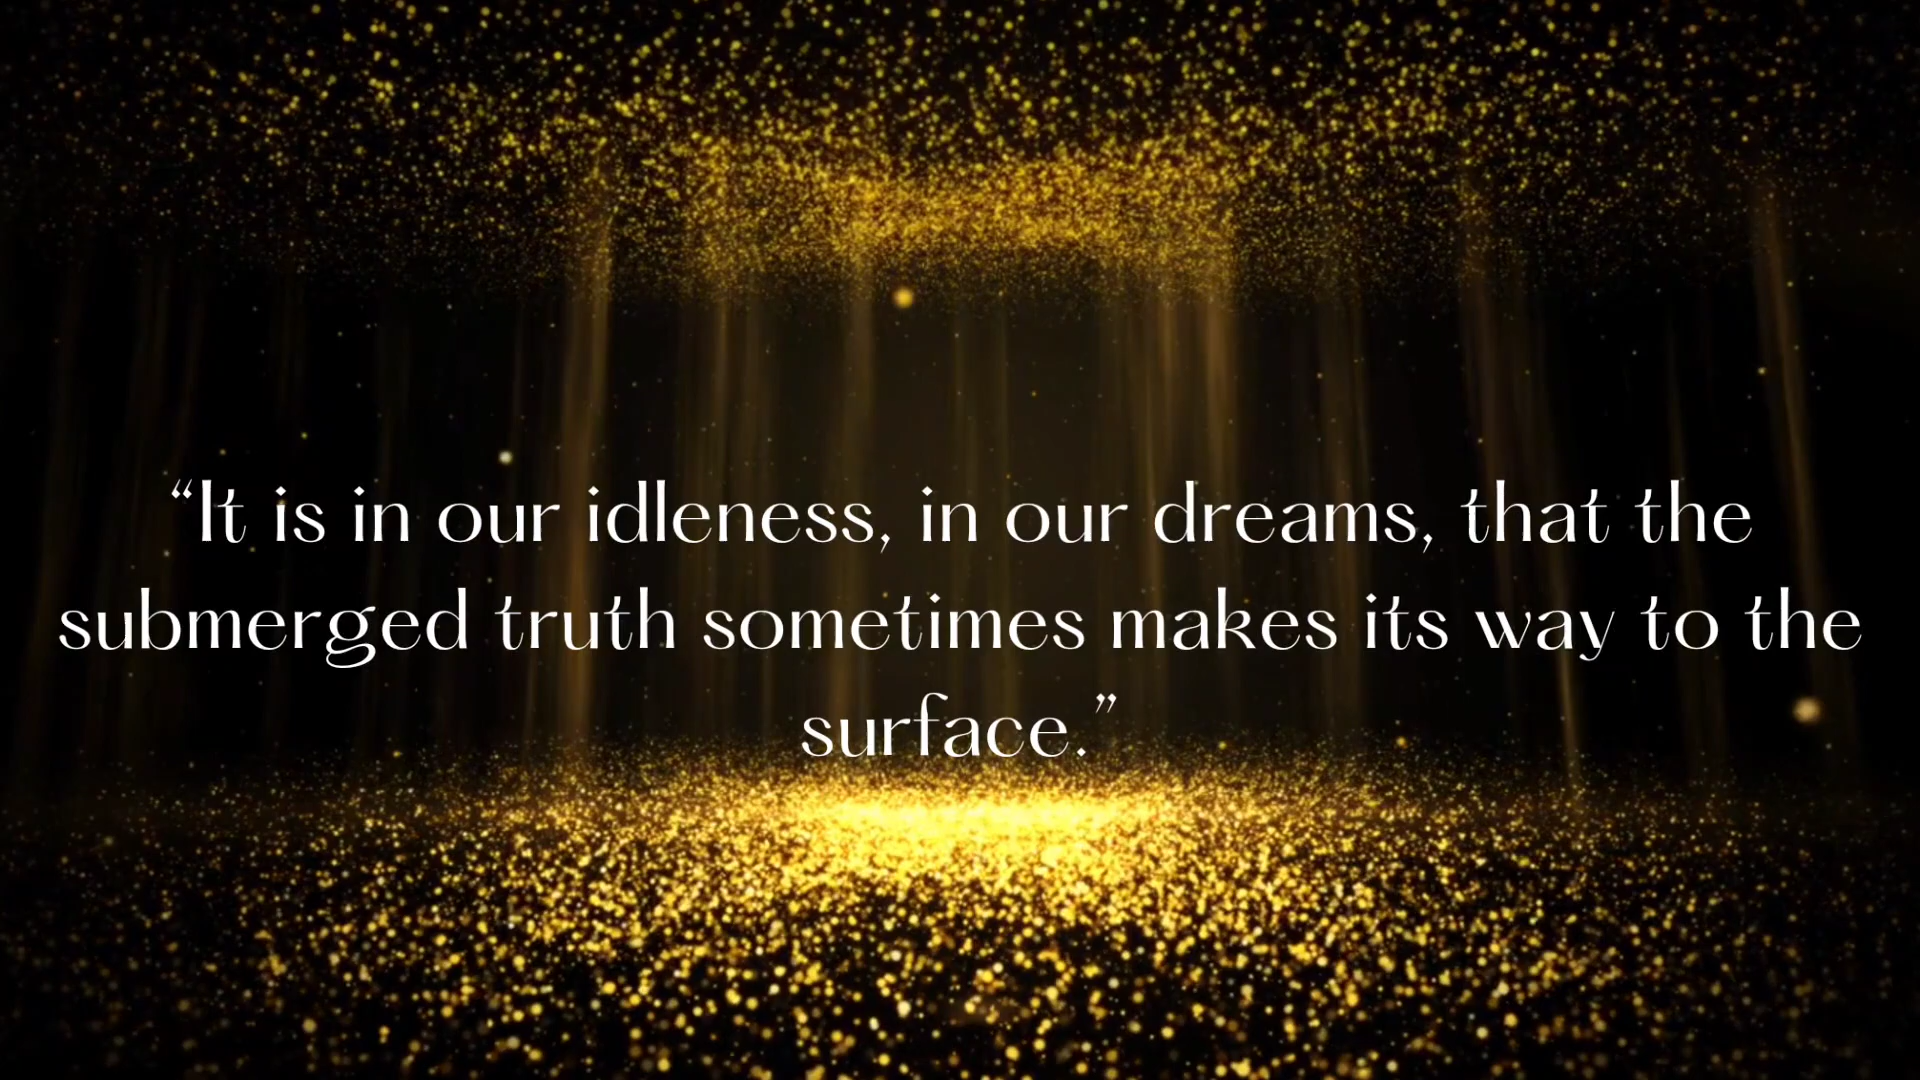 “It is in our idleness, in our dreams, that the
submerged truth sometimes makes its way to the
surface.”